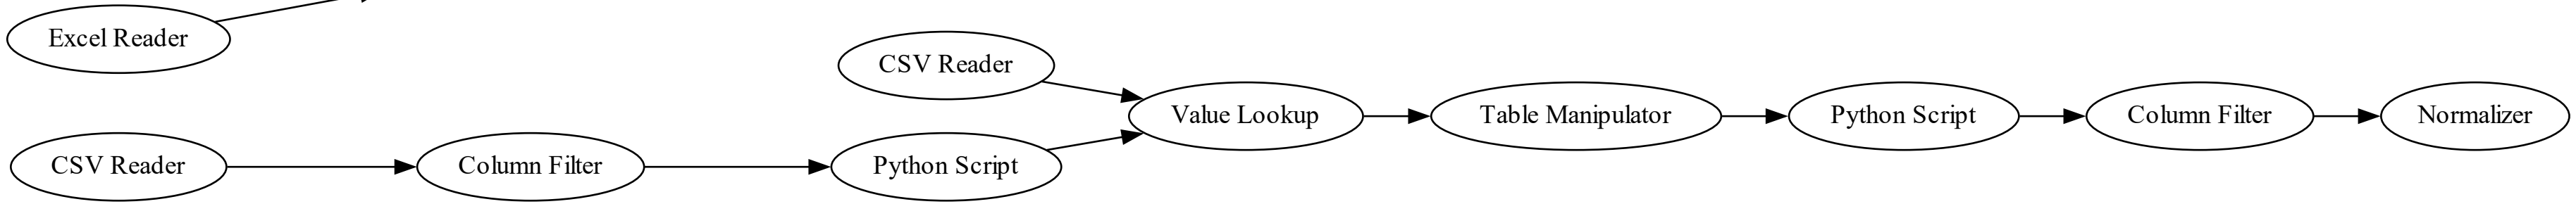 Excel Reader
CSV Reader
CSV Reader
Column Filter
Python Script
Value Lookup
Table Manipulator
Python Script
Column Filter
Normalizer